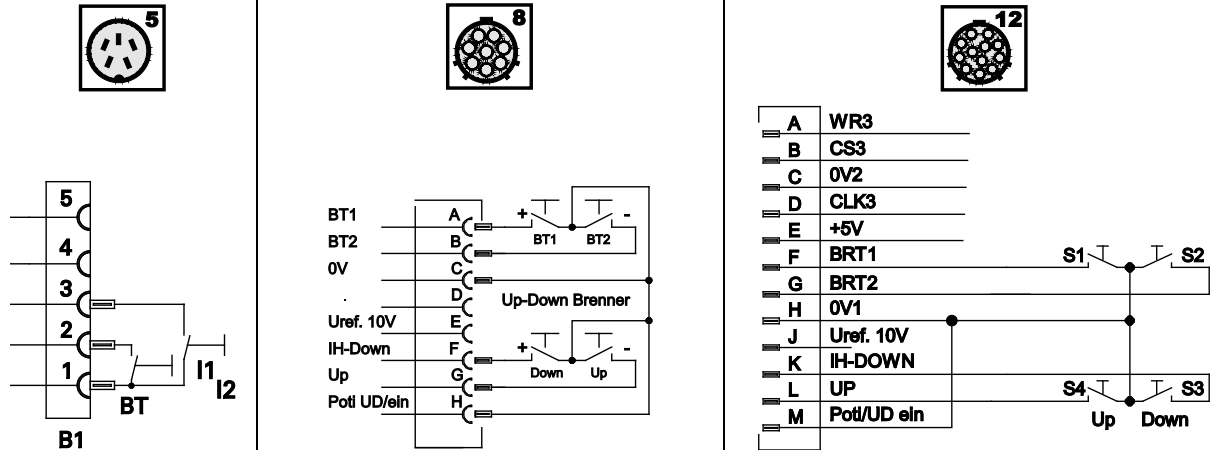 5
8
12
5
4
3
2
1
I1
I2
BT
B1
BT1
A
+
-
BT1
BT2
BT2
B
0V
C
.
D
Up-Down Brenner
Uref. 10V
E
IH-Down
F
+
-
Down
Up
Up
G
Poti UD/ein
H
A WR3
B CS3
C 0V2
D CLK3
E +5V
F BRT1
S1
S2
G BRT2
H 0V1
J Uref. 10V
K IH-DOWN
L UP
S4
S3
M Poti/UD ein
Up
Down